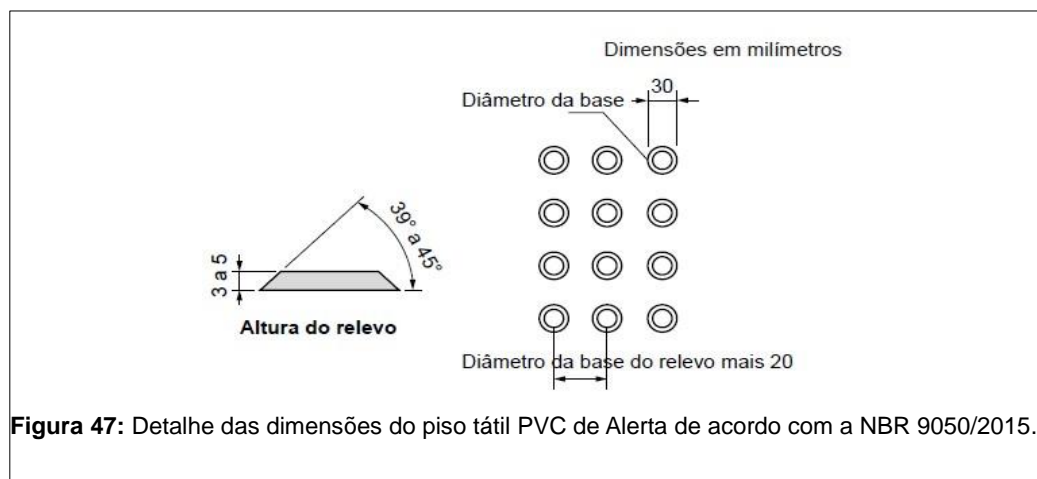 Dimensões em milímetros
30
Diâmetro da base
39° a 45°
3 a 5
Altura do relevo
Diâmetro da base do relevo mais 20
Figura 47: Detalhe das dimensões do piso tátil PVC de Alerta de acordo com a NBR 9050/2015.